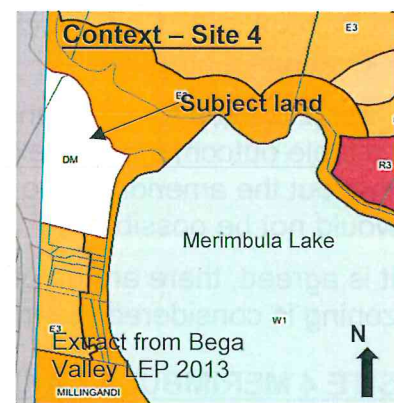 Context – Site 4
E3
E2
Subject land
DM
R3
Merimbula Lake
W1
E3
Extract from Bega
Valley LEP 2013
N
MILLINGANDI